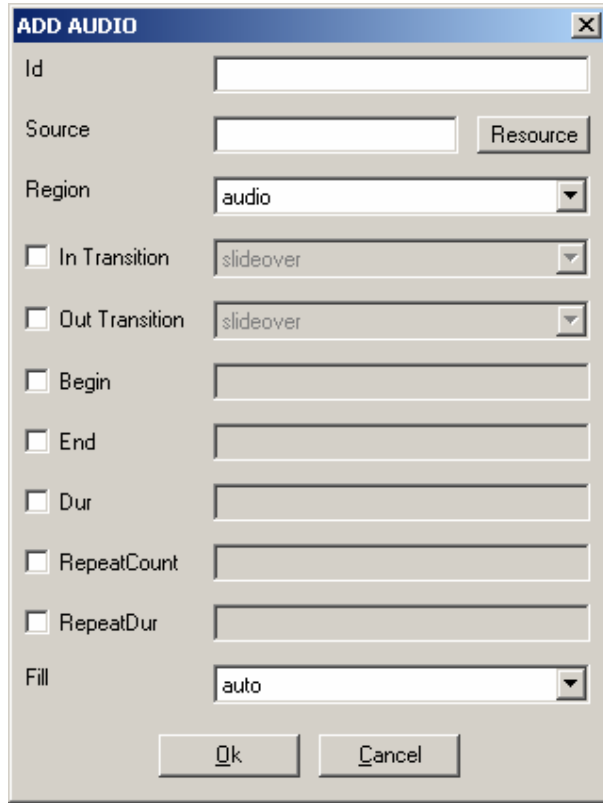 ADD AUDIO
Id
Source Resource
Region audio
In Transition slideover
Out Transition slideover
Begin
End
Dur
RepeatCount
RepeatDur
Fill auto
Ok Cancel